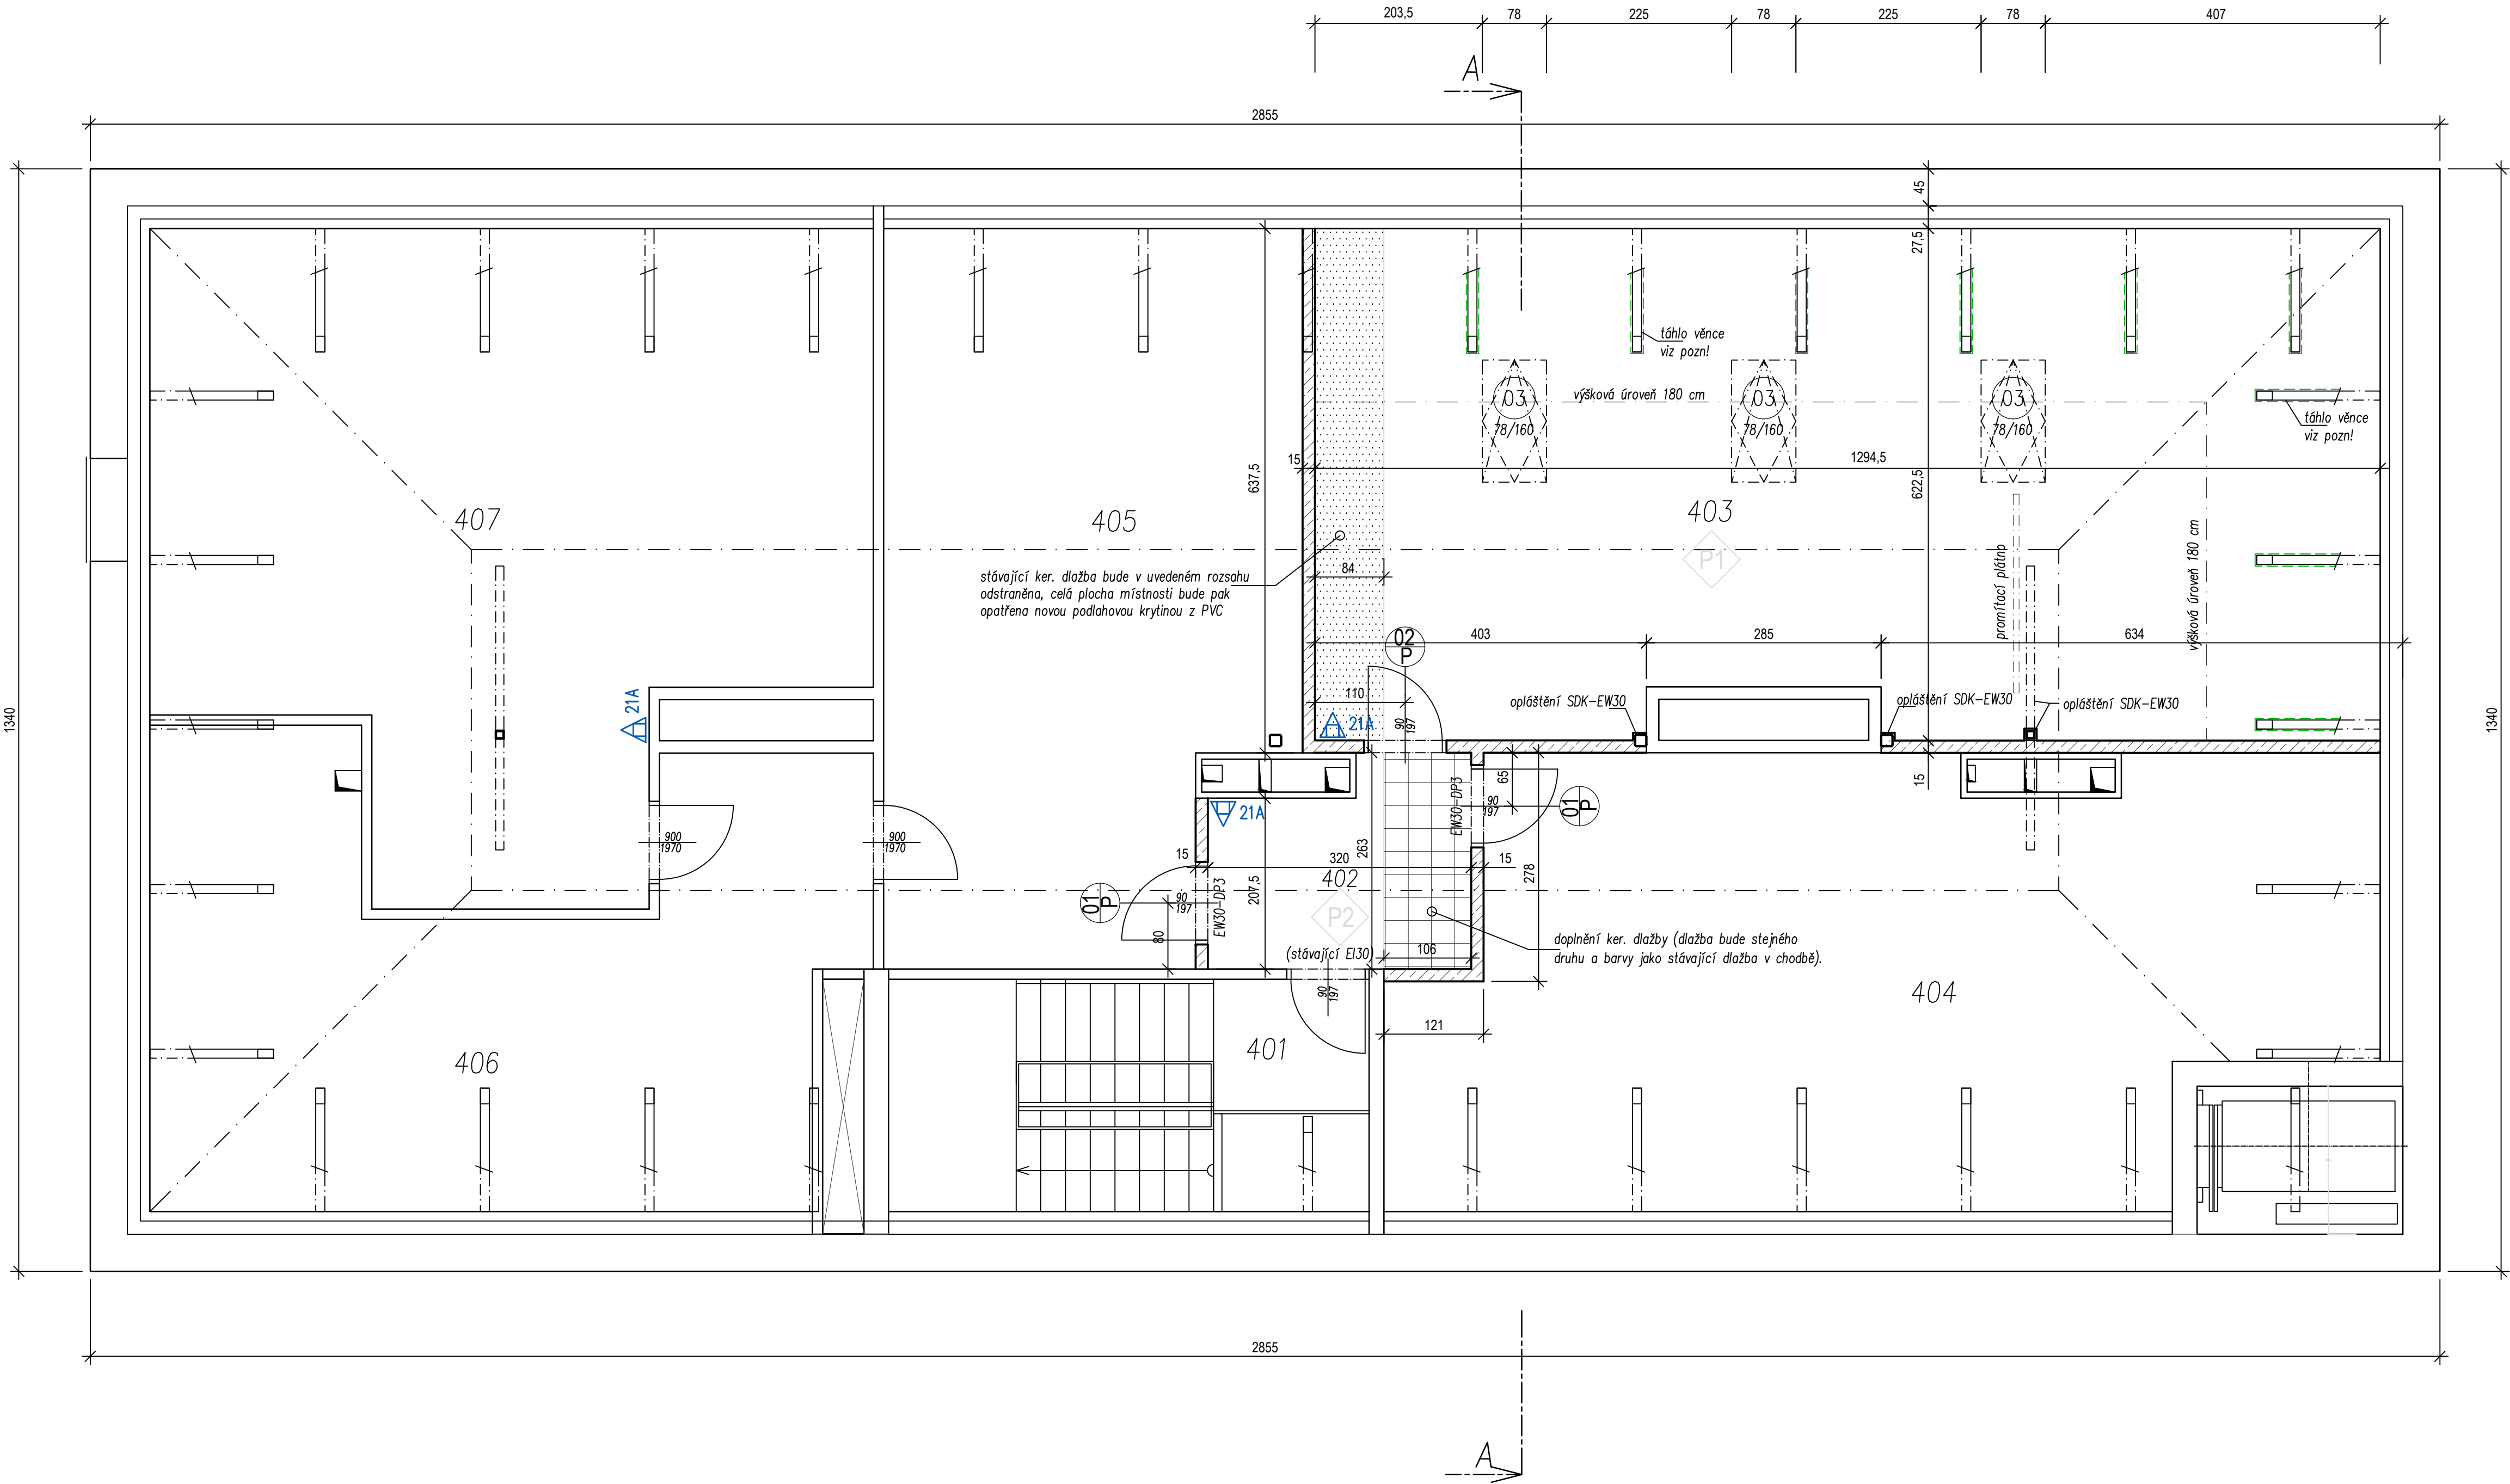 203,5
78
225
78
225
78
407
A
2855
45
27,5
táhlo věnce
viz pozn!
03
78/160
03
78/160
03
78/160
výšková úroveň 180 cm
táhlo věnce
viz pozn!
15
1294,5
637,5
622,5
407
405
403
P1
stávající ker. dlažba bude v uvedeném rozsahu
odstraněna, celá plocha místnosti bude pak
opatřena novou podlahovou krytinou z PVC
84
promítací plátno
výšková úroveň 180 cm
02
P
403
285
634
1340
1340
21A
110
21A
90
197
opláštění SDK-EW30
opláštění SDK-EW30
opláštění SDK-EW30
15
65
EW30-DP3
90
197
01
P
21A
900
1970
900
1970
15
320
263
15
278
402
207,5
01
P
90
197
EW30-DP3
80
P2
(stávající EI30)
106
doplnění ker. dlažby (dlažba bude stejného
druhu a barvy jako stávající dlažba v chodbě).
90
197
404
121
401
406
2855
A